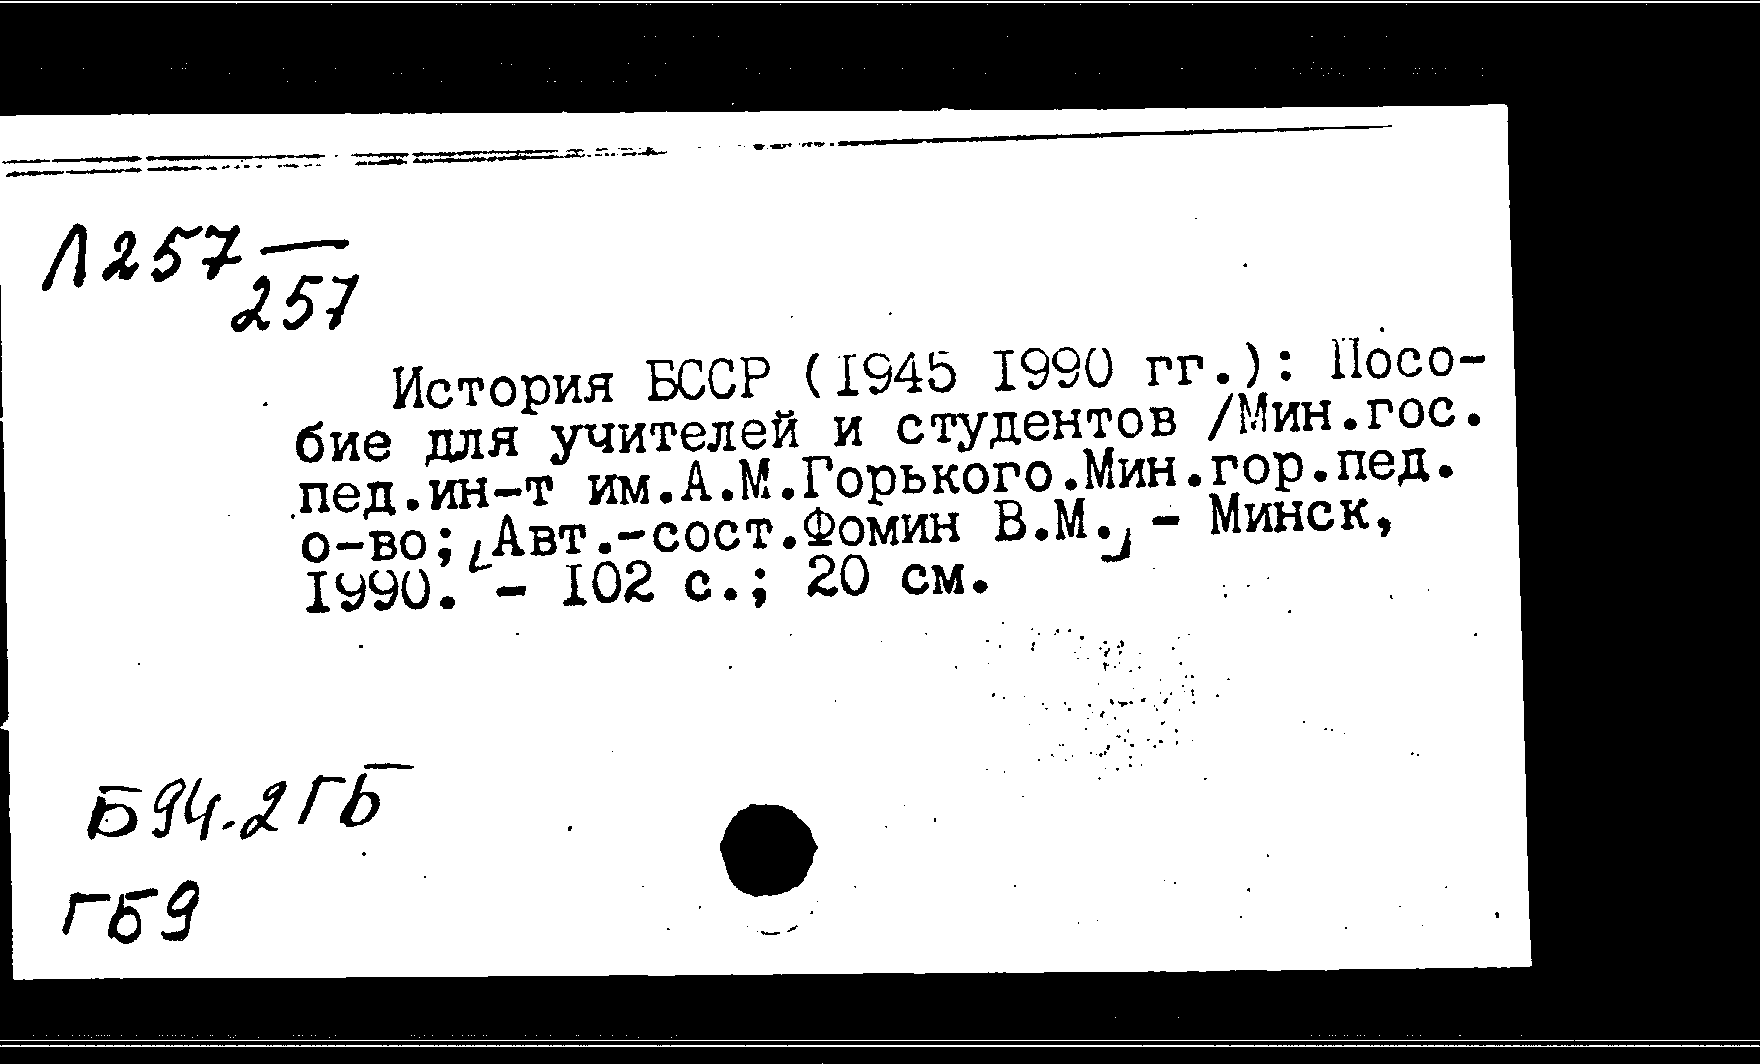 Л257
257
История БССР (1945 1990 гг.): Посо-
бие для учителей и студентов /Мин.гос.
пед.ин-т им.А.М.Горького.Мин.гор.пед.
о-во; [Авт.-сост.Фомин В.М.] - Минск,
1990. - 102 с.; 20 см.
Б94.2ГБ
ГБ9